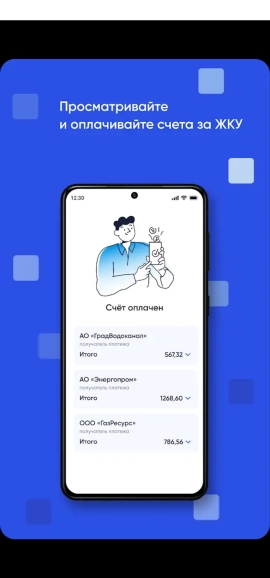 Просматривайте
и оплачивайте счета за ЖКУ
12:30
Счёт оплачен
АО «ГрадВодоканал»
получатель платежа
Итого 567,32
АО «Энергопром»
получатель платежа
Итого 1268,60
ООО «ГазРесурс»
получатель платежа
Итого 786,56